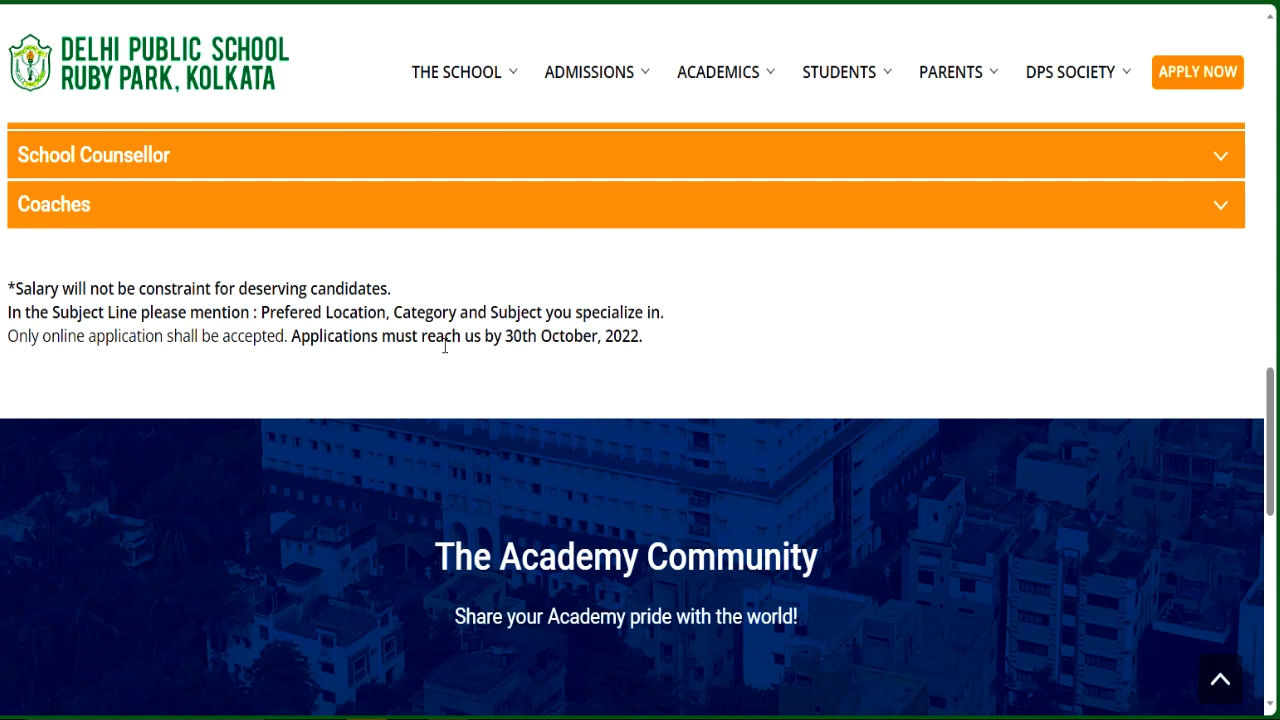 DELHI PUBLIC SCHOOL
RUBY PARK, KOLKATA
THE SCHOOL ADMISSIONS ACADEMICS STUDENTS PARENTS DPS SOCIETY APPLY NOW
School Counsellor
Coaches
*Salary will not be constraint for deserving candidates.
In the Subject Line please mention : Prefered Location, Category and Subject you specialize in.
Only online application shall be accepted. Applications must reach us by 30th October, 2022.
The Academy Community
Share your Academy pride with the world!